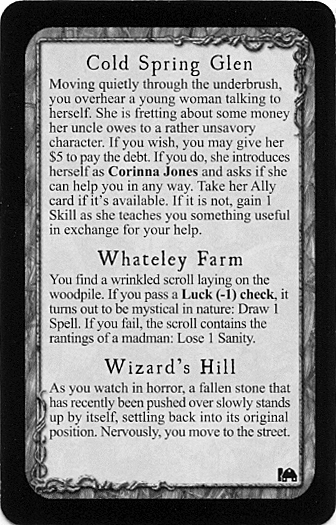 Cold Spring Glen
Moving quietly through the underbrush,
you overhear a young woman talking to
herself. She is fretting about some money
her uncle owes to a rather unsavory
character. If you wish, you may give her
$5 to pay the debt. If you do, she introduces
herself as Corinna Jones and asks if she
can help you in any way. Take her Ally
card if it's available. If it is not, gain 1
Skill as she teaches you something useful
in exchange for your help.
Whateley Farm
You find a wrinkled scroll laying on the
woodpile. If you pass a Luck (-1) check, it
turns out to be mystical in nature: Draw 1
Spell. If you fail, the scroll contains the
rantings of a madman: Lose 1 Sanity.
Wizard's Hill
As you watch in horror, a fallen stone that
has recently been pushed over slowly stands
up by itself, settling back into its original
position. Nervously, you move to the street.